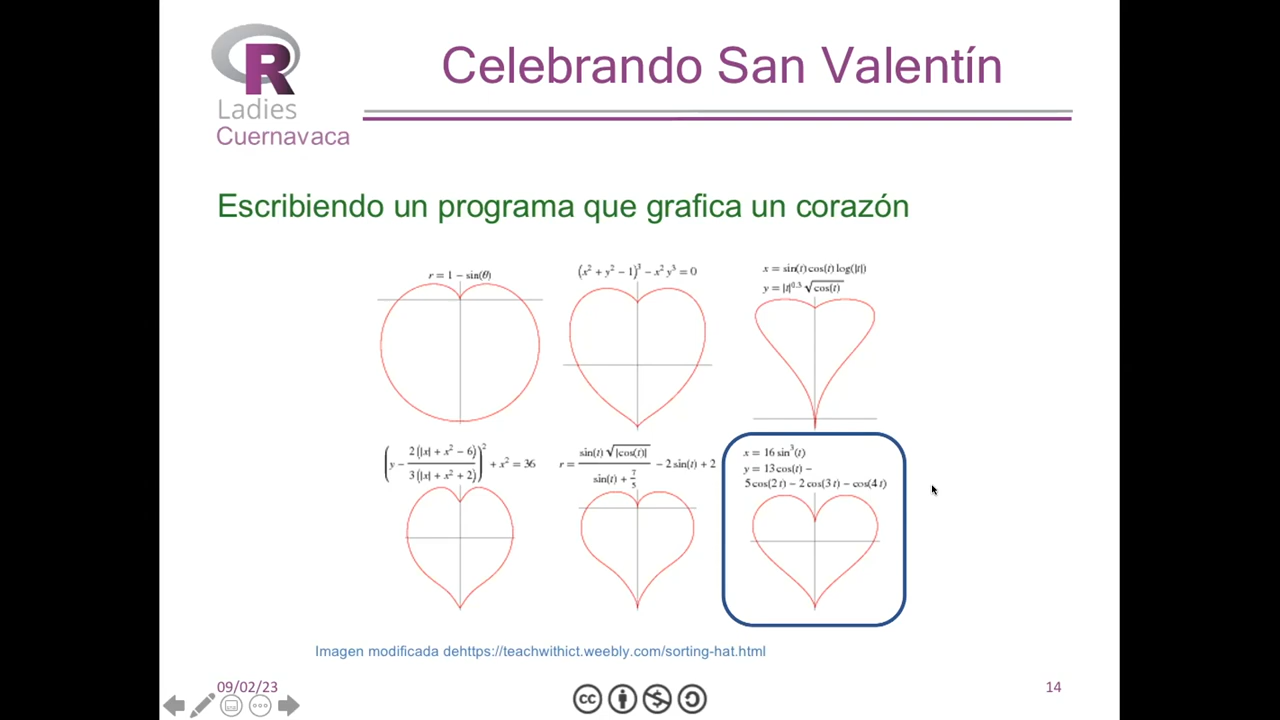 R
Ladies
Cuernavaca
Celebrando San Valentín
Escribiendo un programa que grafica un corazón
r = 1 − sin(θ)
(x² + y² − 1)³ − x² y³ = 0
x = sin(t) cos(t) log(|t|)
y = |t|^0.3 √cos(t)
(y − 2(|x| + x² − 6) / 3(|x| + x² + 2))² + x² = 36
r = sin(t) √|cos(t)| / (sin(t) + 7/5) − 2 sin(t) + 2
x = 16 sin³(t)
y = 13 cos(t) −
5 cos(2 t) − 2 cos(3 t) − cos(4 t)
Imagen modificada dehttps://teachwithict.weebly.com/sorting-hat.html
09/02/23
cc
14